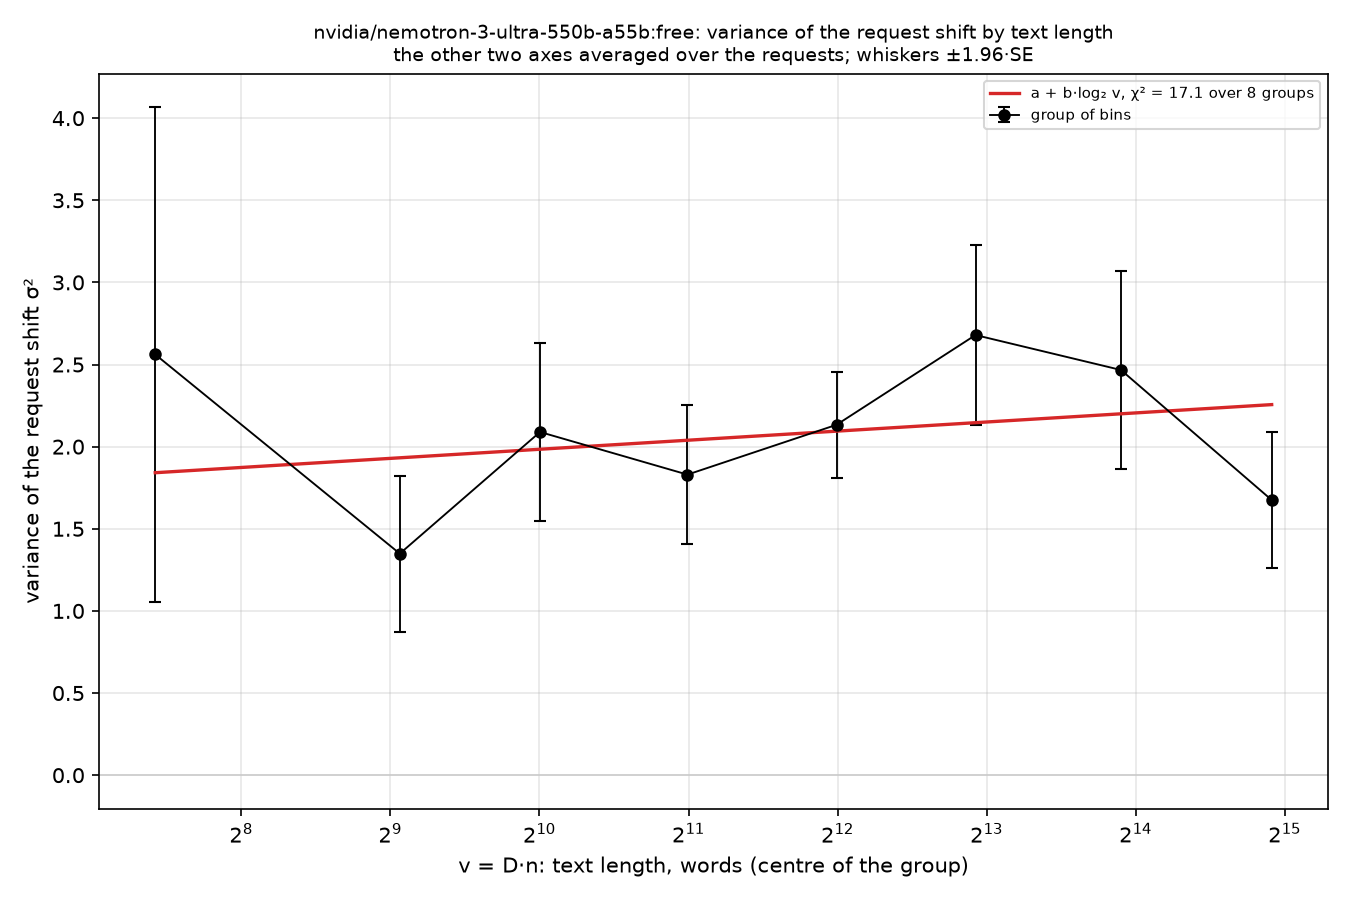 nvidia/nemotron-3-ultra-550b-a55b:free: variance of the request shift by text length
the other two axes averaged over the requests; whiskers ±1.96·SE
a + b·log₂ v, χ² = 17.1 over 8 groups
group of bins
variance of the request shift σ²
4.0
3.5
3.0
2.5
2.0
1.5
1.0
0.5
0.0
2⁸ 2⁹ 2¹⁰ 2¹¹ 2¹² 2¹³ 2¹⁴ 2¹⁵
v = D·n: text length, words (centre of the group)